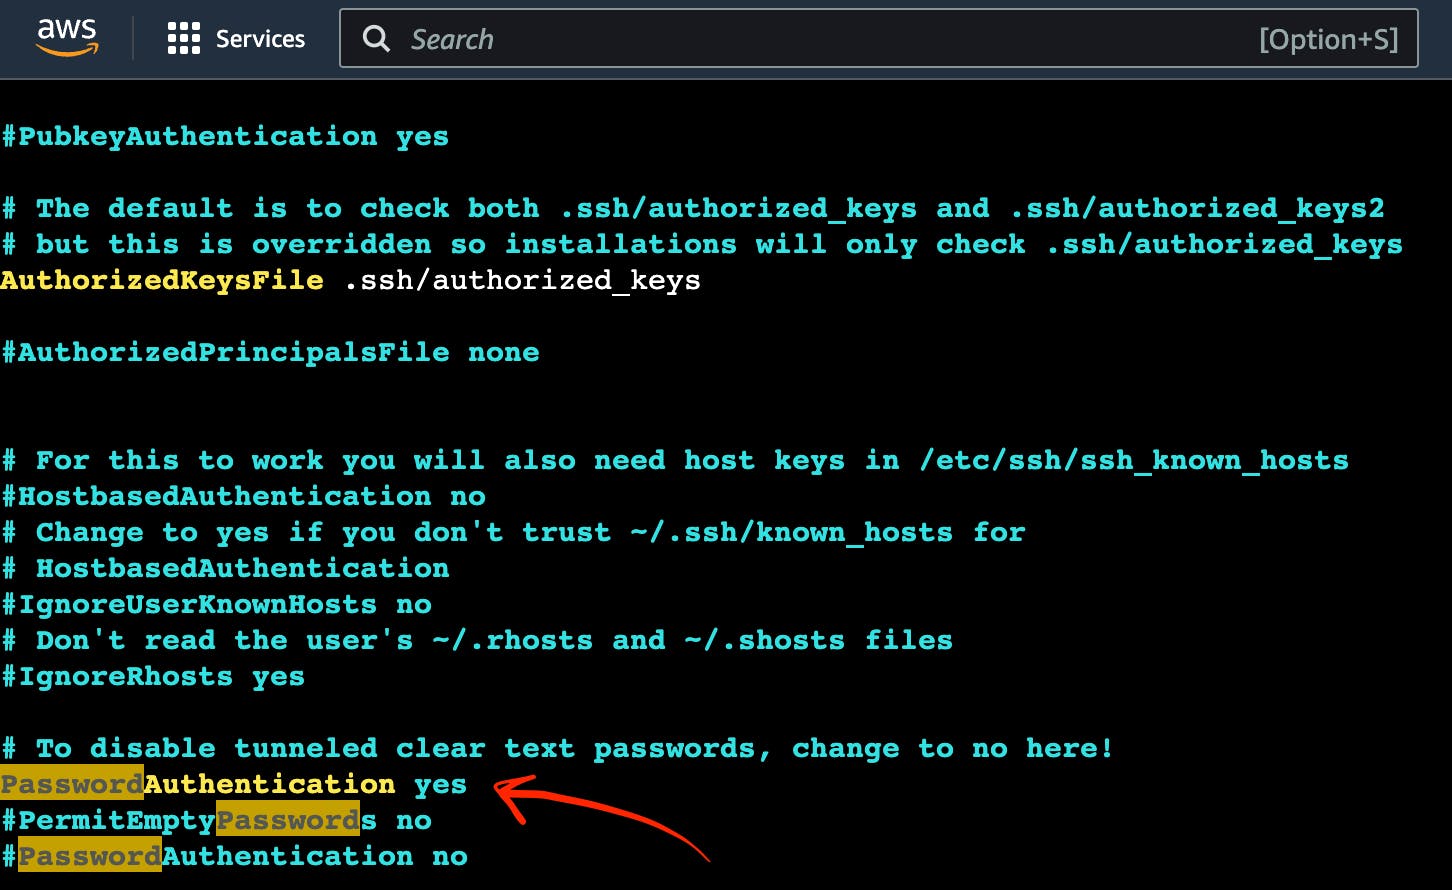 aws
Services
Search
[Option+S]
#PubkeyAuthentication yes
# The default is to check both .ssh/authorized_keys and .ssh/authorized_keys2
# but this is overridden so installations will only check .ssh/authorized_keys
AuthorizedKeysFile .ssh/authorized_keys
#AuthorizedPrincipalsFile none
# For this to work you will also need host keys in /etc/ssh/ssh_known_hosts
#HostbasedAuthentication no
# Change to yes if you don't trust ~/.ssh/known_hosts for
# HostbasedAuthentication
#IgnoreUserKnownHosts no
# Don't read the user's ~/.rhosts and ~/.shosts files
#IgnoreRhosts yes
# To disable tunneled clear text passwords, change to no here!
PasswordAuthentication yes
#PermitEmptyPasswords no
#PasswordAuthentication no